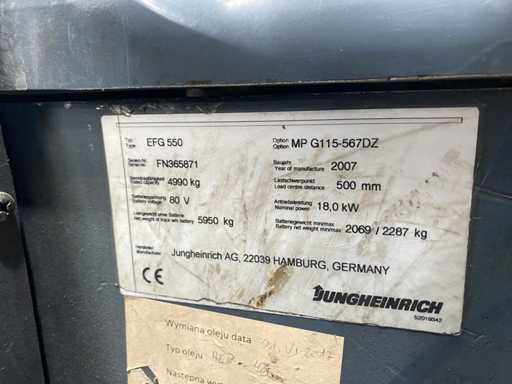 Typ
Type EFG 550 Option
Option MP G115-567DZ
Serien-Nr.
Serial-No. FN365871 Baujahr
Year of manufacture 2007
Nenntragfähigkeit
Rated capacity 4990 kg Lastschwerpunkt
Load centre distance 500 mm
Batteriespannung
Battery voltage 80 V Antriebsleistung
Nominal power 18,0 kW
Leergewicht ohne Batterie
Net weight of truck w/o battery 5950 kg Batteriegewicht min/max
Battery net weight min/max 2069 / 2287 kg
Hersteller
Manufacturer Jungheinrich AG, 22039 HAMBURG, GERMANY
CE
JUNGHEINRICH
Wymiana oleju data
Typ oleju
Następna